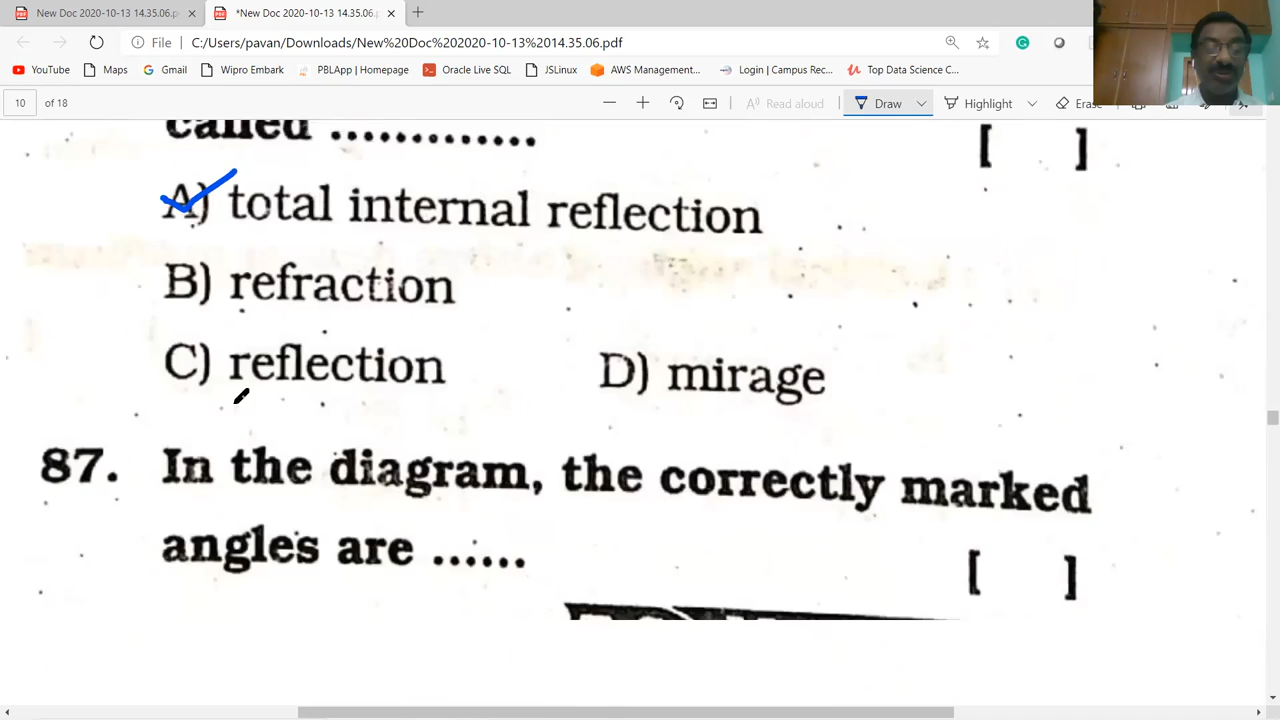 New Doc 2020-10-13 14.35.06.p
*New Doc 2020-10-13 14.35.06.pd
File
C:/Users/pavan/Downloads/New%20Doc%202020-10-13%2014.35.06.pdf
YouTube
Maps
Gmail
Wipro Embark
PBLApp | Homepage
Oracle Live SQL
JSLinux
AWS Management...
Login | Campus Rec...
Top Data Science C...
10 of 18
Read aloud
Draw
Highlight
Erase
called .............
[ ]
A) total internal reflection
B) refraction
C) reflection D) mirage
87. In the diagram, the correctly marked
angles are ...... [ ]